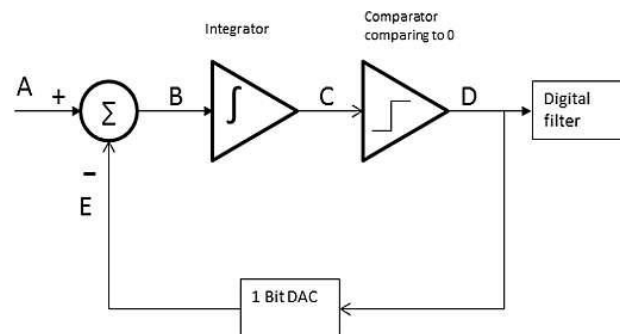 Integrator
Comparator
comparing to 0
A
+
Σ
B
∫
C
D
Digital
filter
−
E
1 Bit DAC